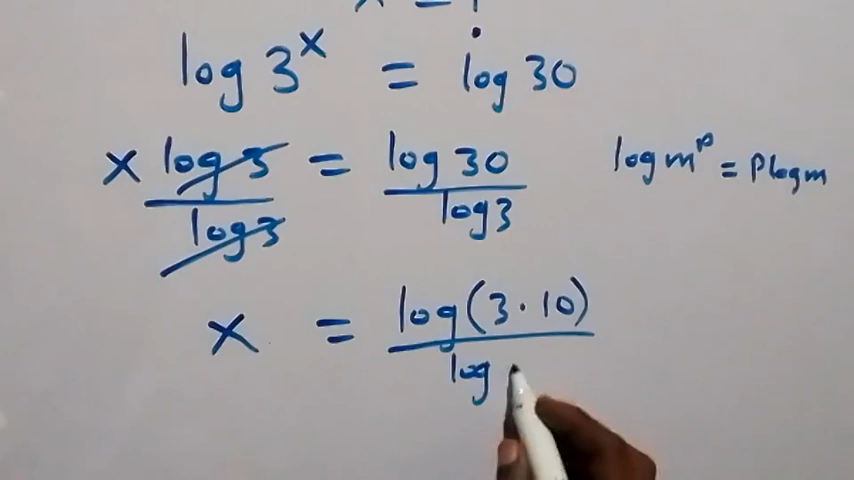 log 3^x = log 30
x log 3 / log 3 = log 30 / log 3
log m^p = p log m
x = log (3 · 10) / log